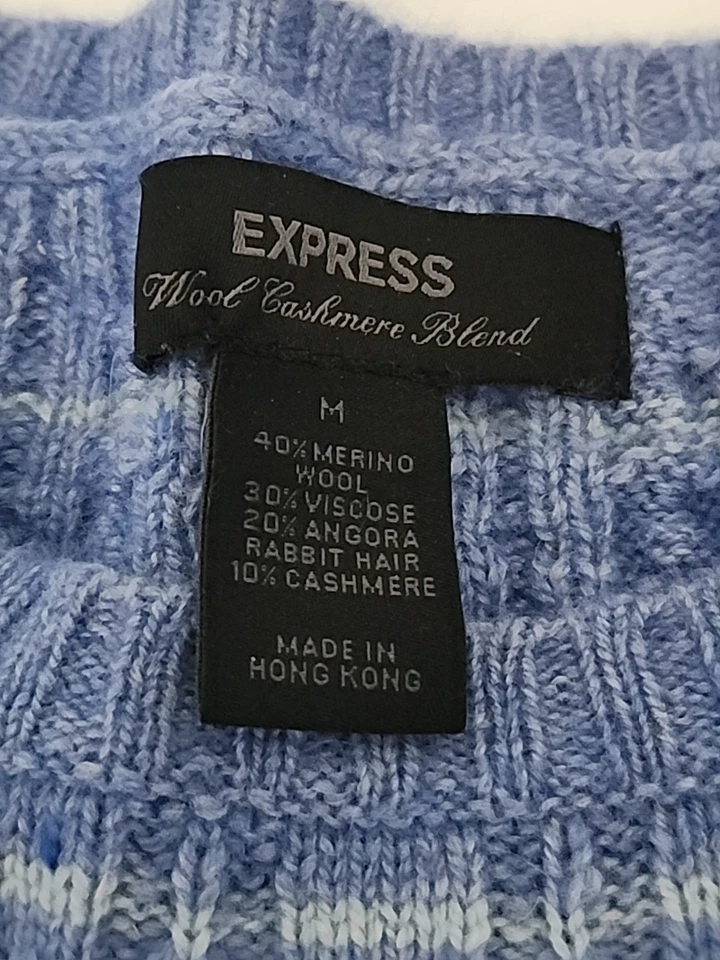 EXPRESS
Wool Cashmere Blend
M
40% MERINO
WOOL
30% VISCOSE
20% ANGORA
RABBIT HAIR
10% CASHMERE
MADE IN
HONG KONG